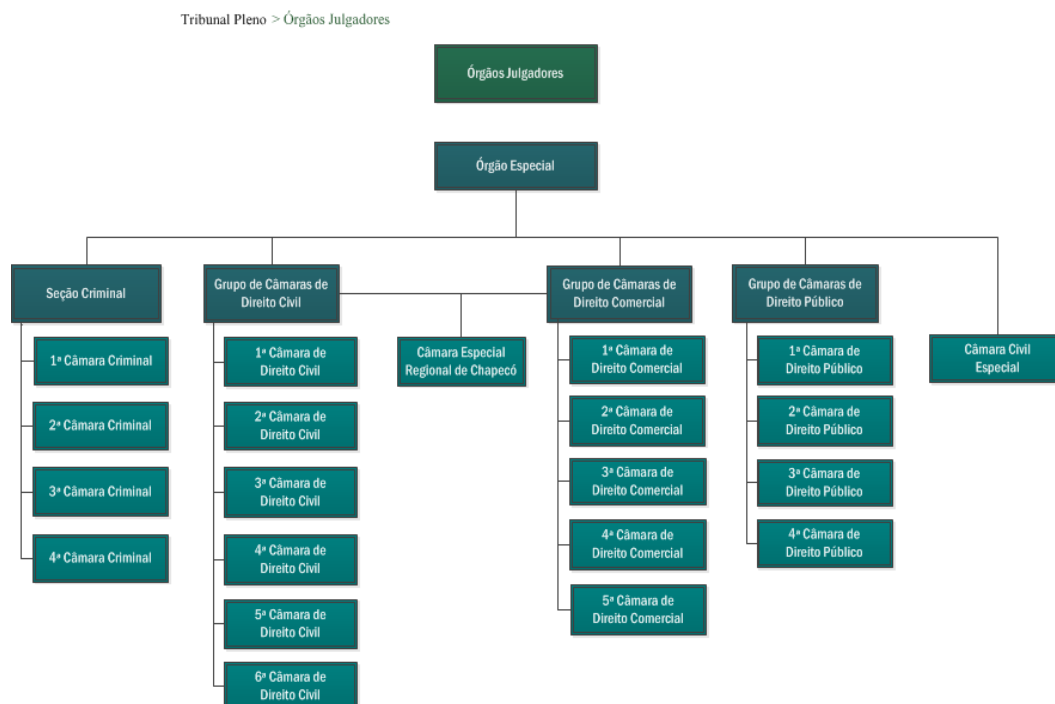 Tribunal Pleno > Órgãos Julgadores
Órgãos Julgadores
Órgão Especial
Seção Criminal
1ª Câmara Criminal
2ª Câmara Criminal
3ª Câmara Criminal
4ª Câmara Criminal
Grupo de Câmaras de
Direito Civil
1ª Câmara de
Direito Civil
2ª Câmara de
Direito Civil
3ª Câmara de
Direito Civil
4ª Câmara de
Direito Civil
5ª Câmara de
Direito Civil
6ª Câmara de
Direito Civil
Câmara Especial
Regional de Chapecó
Grupo de Câmaras de
Direito Comercial
1ª Câmara de
Direito Comercial
2ª Câmara de
Direito Comercial
3ª Câmara de
Direito Comercial
4ª Câmara de
Direito Comercial
5ª Câmara de
Direito Comercial
Grupo de Câmaras de
Direito Público
1ª Câmara de
Direito Público
2ª Câmara de
Direito Público
3ª Câmara de
Direito Público
4ª Câmara de
Direito Público
Câmara Civil
Especial